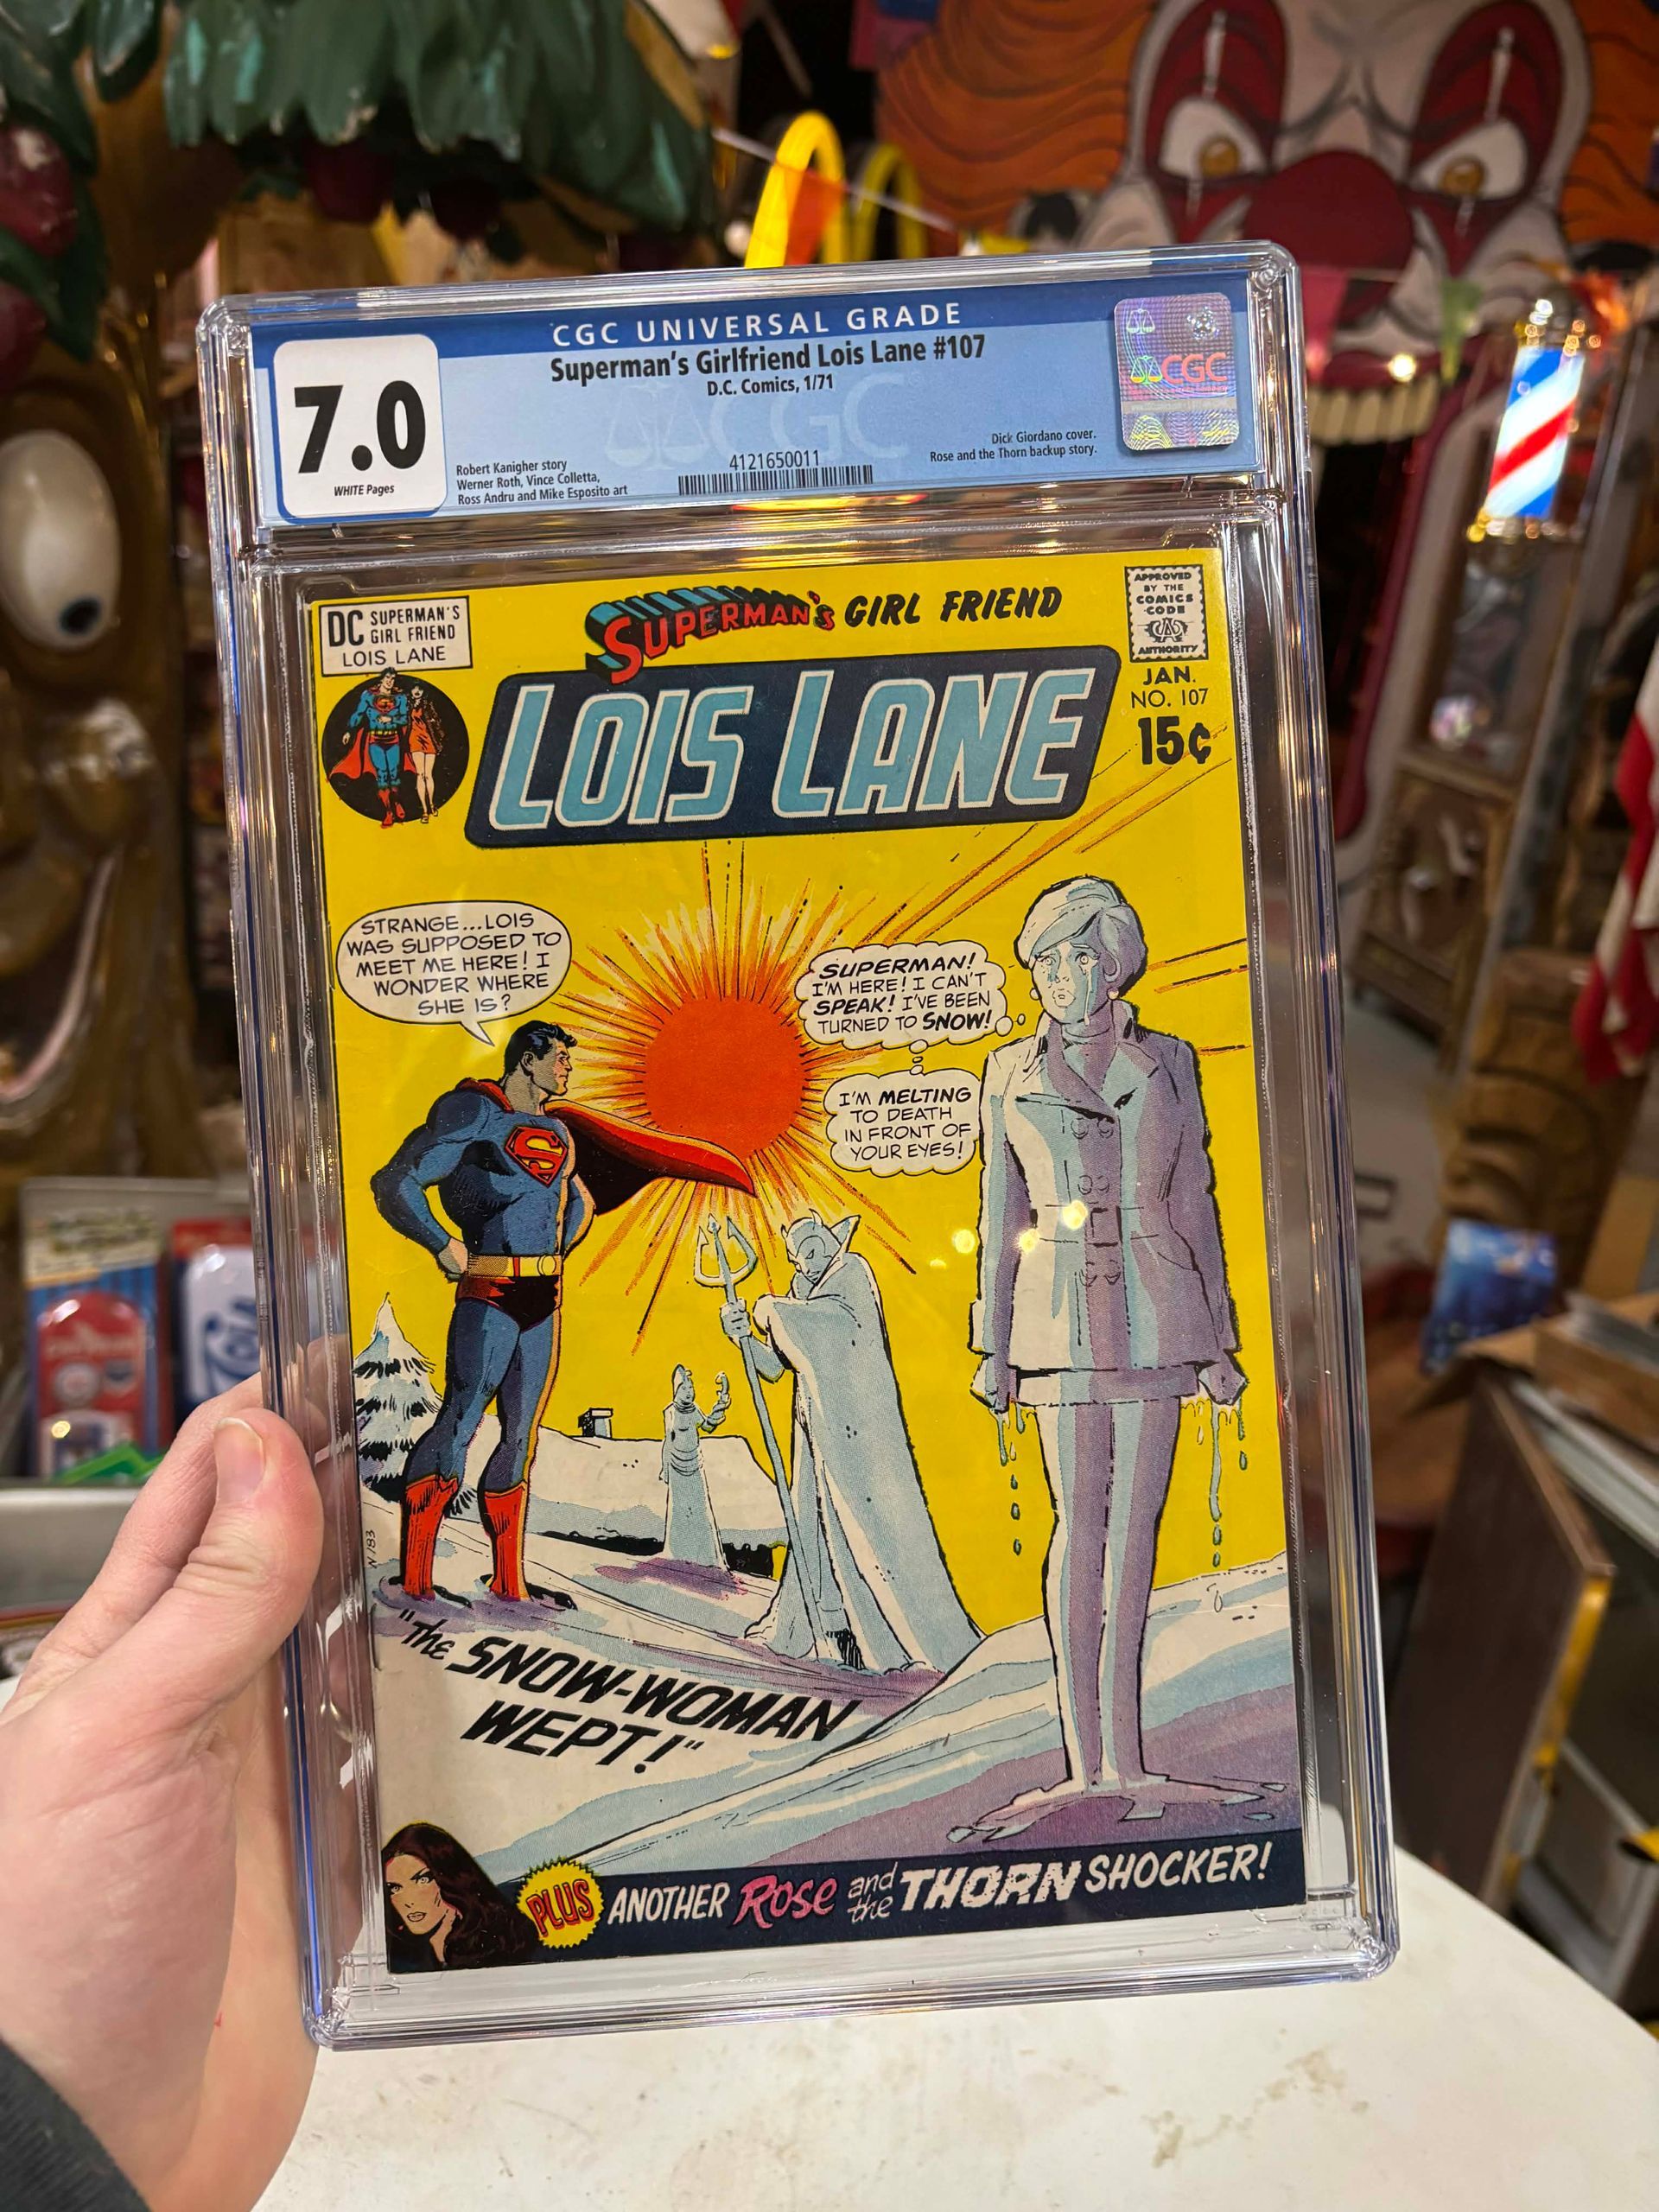 CGC UNIVERSAL GRADE
Superman's Girlfriend Lois Lane #107
D.C. Comics, 1/71
7.0
WHITE Pages
Robert Kanigher story
Werner Roth, Vince Colletta,
Ross Andru and Mike Esposito art
4121650011
Dick Giordano cover.
Rose and the Thorn backup story.
CGC
CGC
DC SUPERMAN'S
GIRL FRIEND
LOIS LANE
SUPERMAN'S GIRL FRIEND
LOIS LANE
APPROVED
BY THE
COMICS
CODE
AUTHORITY
JAN.
NO. 107
15¢
STRANGE...LOIS
WAS SUPPOSED TO
MEET ME HERE! I
WONDER WHERE
SHE IS?
SUPERMAN!
I'M HERE! I CAN'T
SPEAK! I'VE BEEN
TURNED TO SNOW!
I'M MELTING
TO DEATH
IN FRONT OF
YOUR EYES!
S
N183
"The SNOW-WOMAN
WEPT!"
PLUS ANOTHER Rose and the THORN SHOCKER!